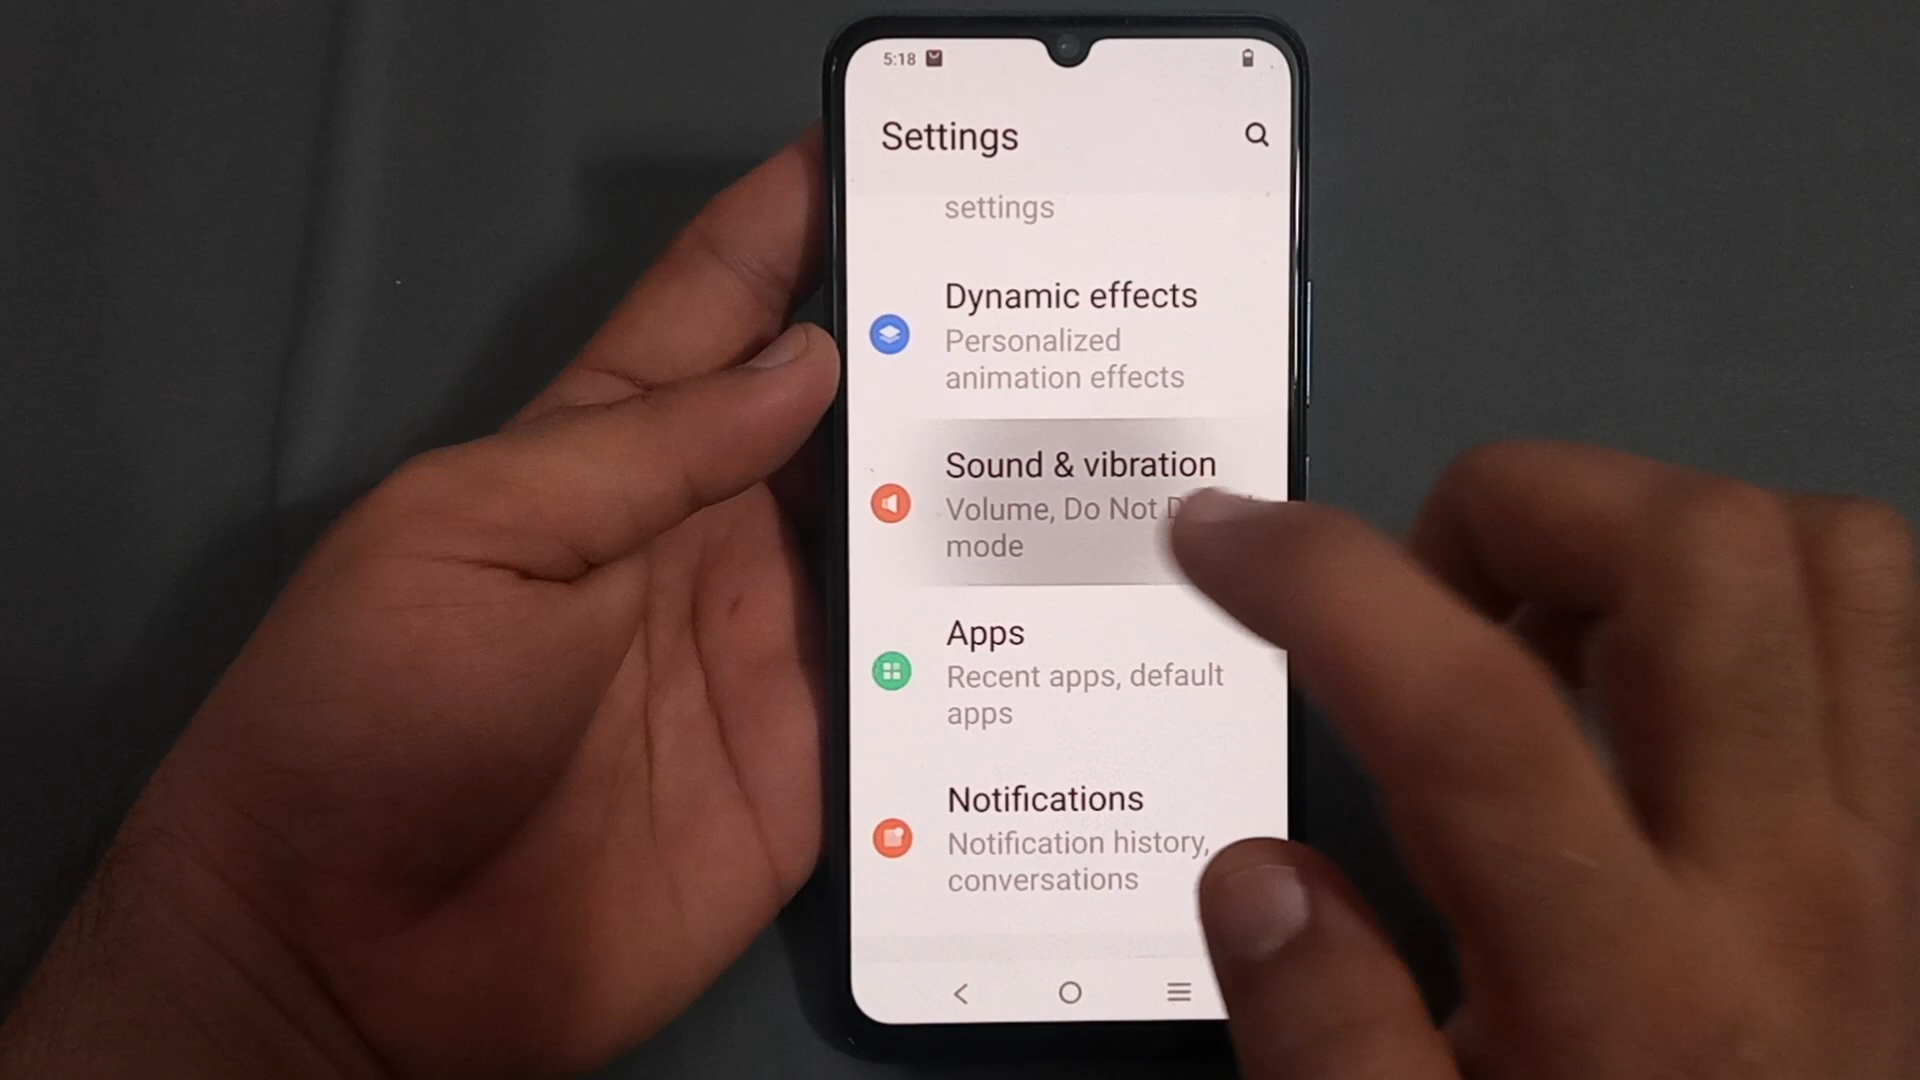 5:18
Settings
settings
Dynamic effects
Personalized
animation effects
Sound & vibration
Volume, Do Not
mode
Apps
Recent apps, default
apps
Notifications
Notification history,
conversations